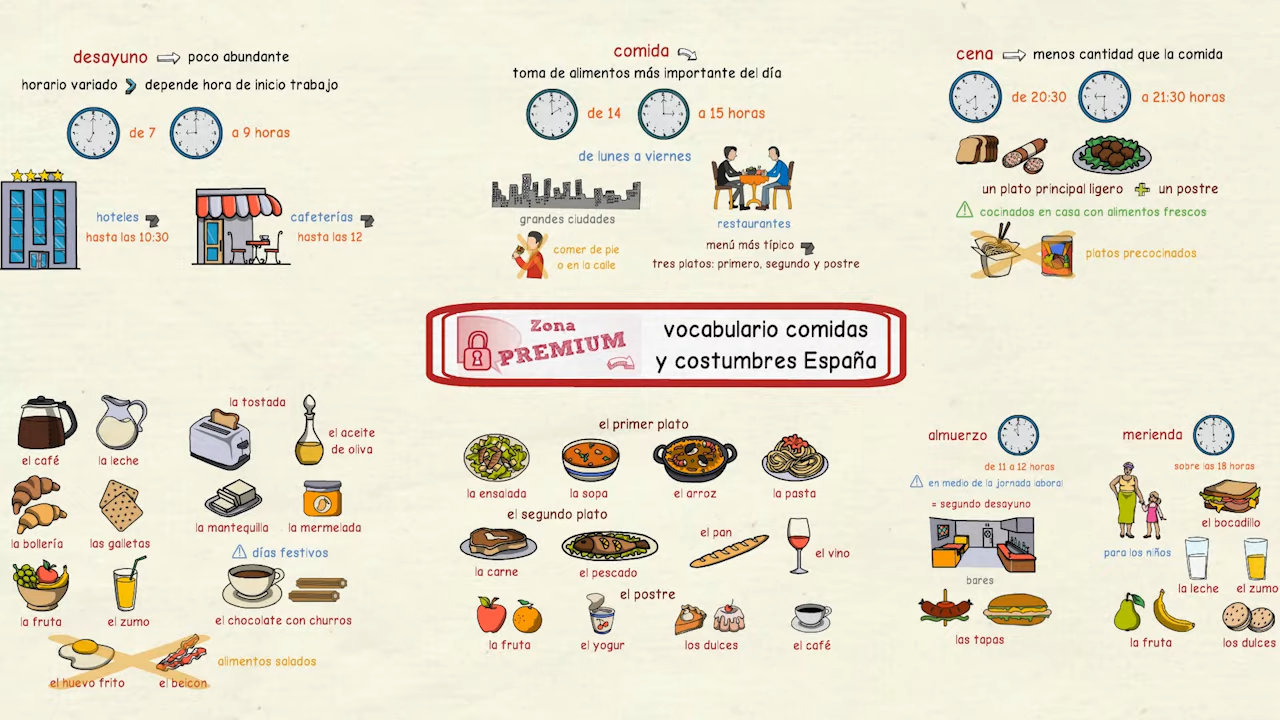 desayuno poco abundante
horario variado depende hora de inicio trabajo
de 7 a 9 horas
hoteles
hasta las 10:30
cafeterías
hasta las 12
comida
toma de alimentos más importante del día
de 14 a 15 horas
de lunes a viernes
grandes ciudades
comer de pie
o en la calle
restaurantes
menú más típico
tres platos: primero, segundo y postre
cena menos cantidad que la comida
de 20:30 a 21:30 horas
un plato principal ligero un postre
cocinados en casa con alimentos frescos
platos precocinados
Zona
PREMIUM
vocabulario comidas
y costumbres España
el café la leche
la tostada
el aceite
de oliva
la bollería las galletas
la mantequilla la mermelada
días festivos
la fruta el zumo
el chocolate con churros
alimentos salados
el huevo frito el beicon
el primer plato
la ensalada la sopa el arroz la pasta
el segundo plato
la carne el pescado
el pan
el vino
el postre
la fruta el yogur los dulces el café
almuerzo
de 11 a 12 horas
en medio de la jornada laboral
= segundo desayuno
bares
las tapas
merienda
sobre las 18 horas
para los niños
el bocadillo
la leche el zumo
la fruta los dulces